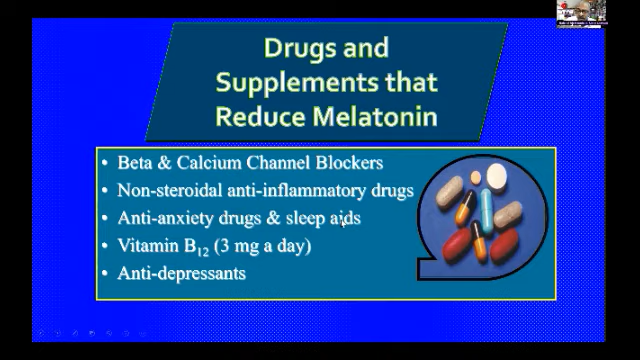 Drugs and
Supplements that
Reduce Melatonin
• Beta & Calcium Channel Blockers
• Non-steroidal anti-inflammatory drugs
• Anti-anxiety drugs & sleep aids
• Vitamin B12 (3 mg a day)
• Anti-depressants